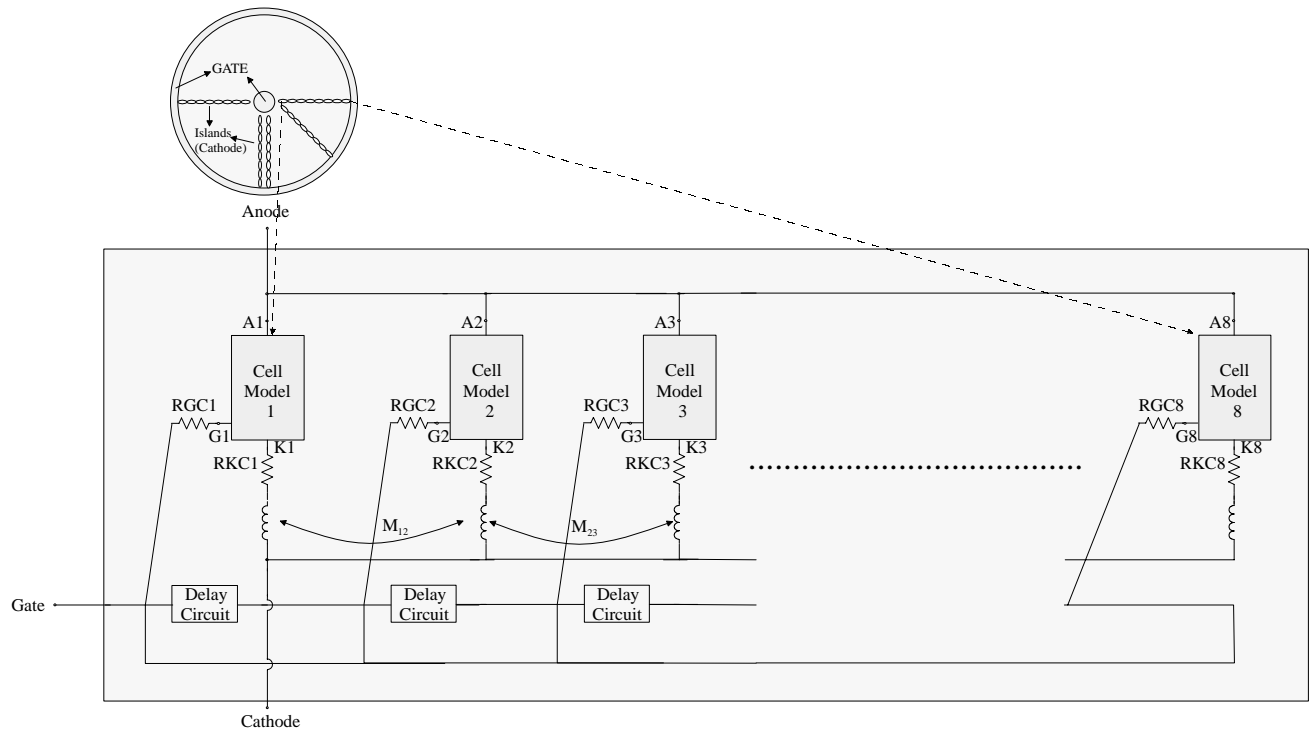 GATE
Islands
(Cathode)
Anode
A1
A2
A3
A8
Cell
Model
1
Cell
Model
2
Cell
Model
3
Cell
Model
8
RGC1
RGC2
RGC3
RGC8
G1
G2
G3
G8
K1
K2
K3
K8
RKC1
RKC2
RKC3
RKC8
M12
M23
Gate
Delay
Circuit
Delay
Circuit
Delay
Circuit
Cathode